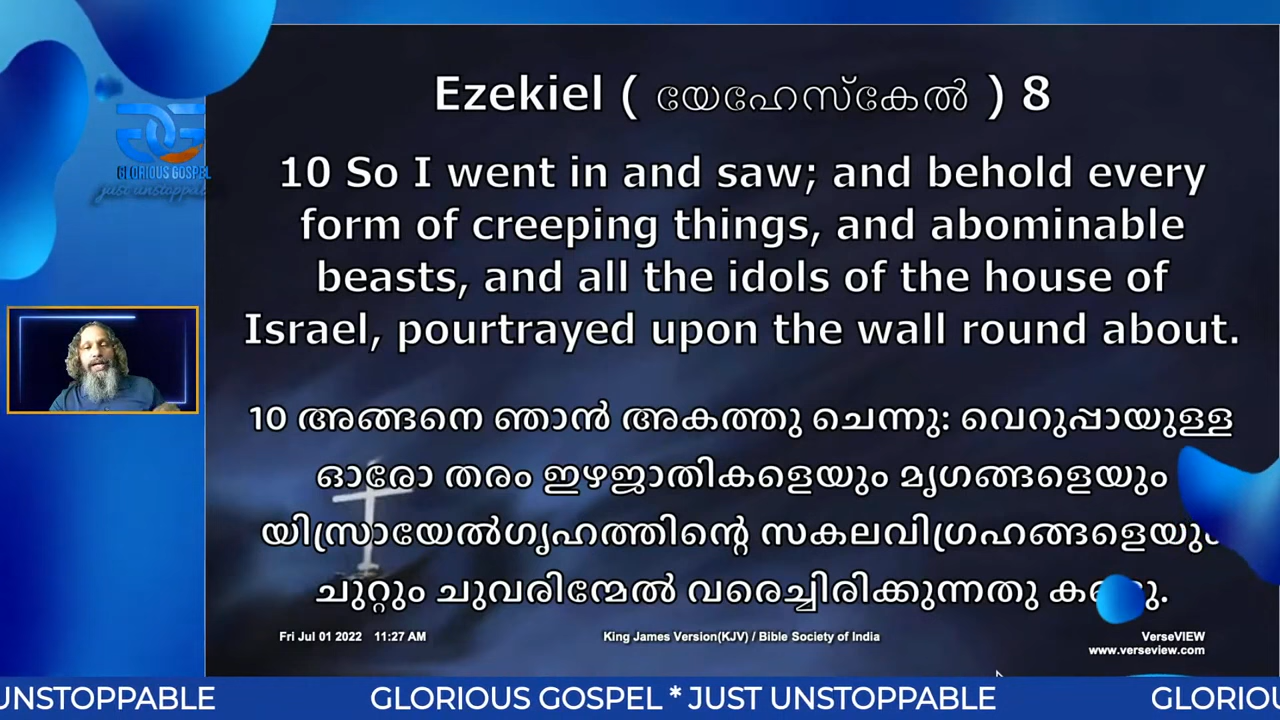 GLORIOUS GOSPEL
just unstoppabl
Ezekiel ( യേഹേസ്കേൽ ) 8
10 So I went in and saw; and behold every
form of creeping things, and abominable
beasts, and all the idols of the house of
Israel, pourtrayed upon the wall round about.
10 അങ്ങനെ ഞാൻ അകത്തു ചെന്നു: വെറുപ്പായുള്ള
ഓരോ തരം ഇഴജാതികളെയും മൃഗങ്ങളെയും
യിസ്രായേൽഗൃഹത്തിന്റെ സകലവിഗ്രഹങ്ങളെയും
ചുറ്റും ചുവരിന്മേൽ വരെച്ചിരിക്കുന്നതു
Fri Jul 01 2022 11:27 AM
King James Version(KJV) / Bible Society of India
VerseVIEW
www.verseview.com
UNSTOPPABLE GLORIOUS GOSPEL * JUST UNSTOPPABLE GLORIOU